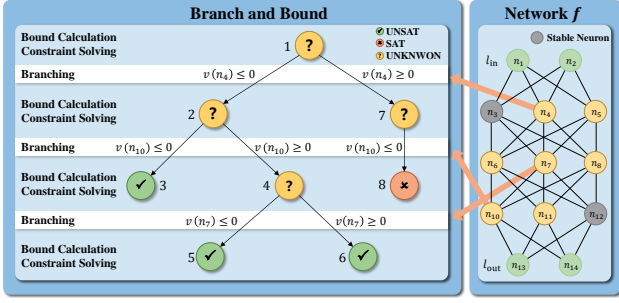 Branch and Bound
Bound Calculation
Constraint Solving
1
?
✓ UNSAT
✖ SAT
? UNKNWON
Branching
v(n₄) ≤ 0
v(n₄) ≥ 0
Bound Calculation
Constraint Solving
2
?
7
?
Branching
v(n₁₀) ≤ 0
v(n₁₀) ≥ 0
v(n₁₀) ≤ 0
Bound Calculation
Constraint Solving
✓
3
4
?
8
✖
Branching
v(n₇) ≤ 0
v(n₇) ≥ 0
Bound Calculation
Constraint Solving
5
✓
6
✓
Network f
Stable Neuron
l_in
n₁
n₂
n₃
n₄
n₅
n₆
n₇
n₈
n₁₀
n₁₁
n₁₂
l_out
n₁₃
n₁₄